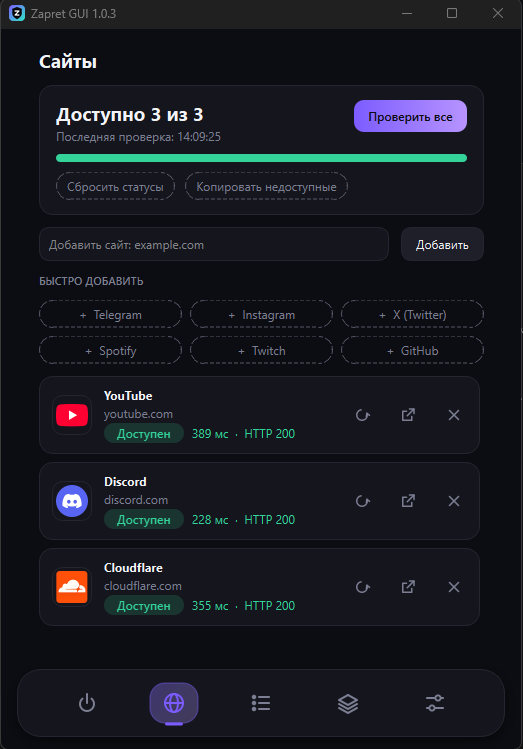 Zapret GUI 1.0.3
Сайты
Доступно 3 из 3
Проверить все
Последняя проверка: 14:09:25
Сбросить статусы
Копировать недоступные
Добавить сайт: example.com
Добавить
БЫСТРО ДОБАВИТЬ
+ Telegram
+ Instagram
+ X (Twitter)
+ Spotify
+ Twitch
+ GitHub
YouTube
youtube.com
Доступен 389 мс · HTTP 200
Discord
discord.com
Доступен 228 мс · HTTP 200
Cloudflare
cloudflare.com
Доступен 355 мс · HTTP 200